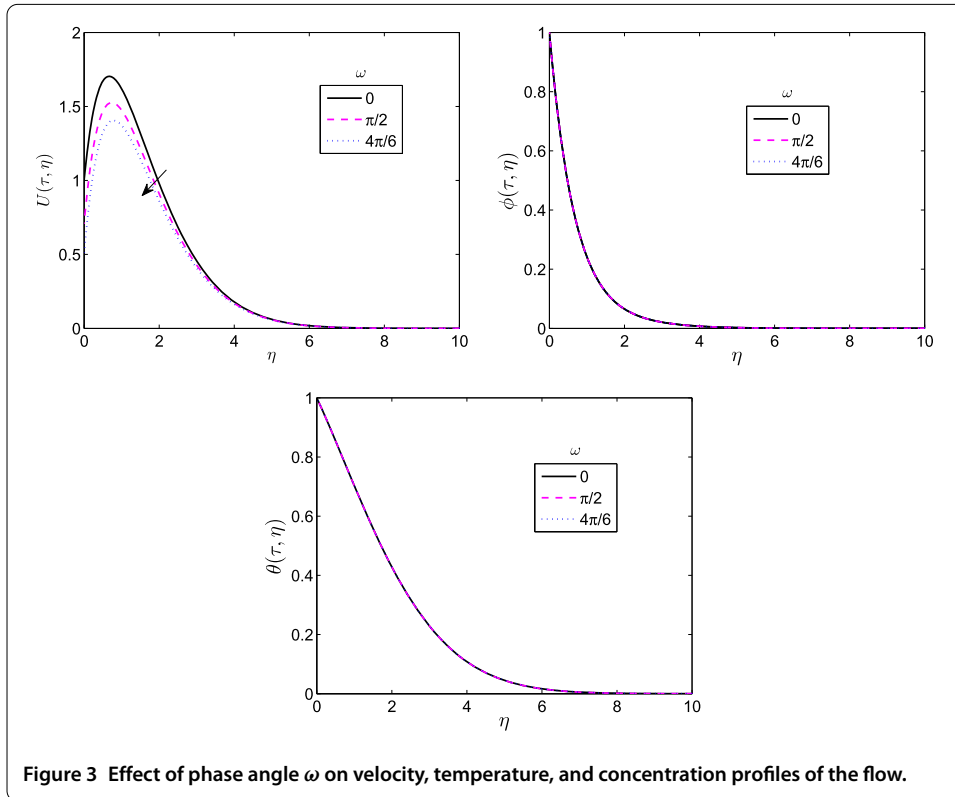 2
1.5
1
0.5
0
0 2 4 6 8 10
U(τ, η)
η
ω
0
π/2
4π/6
1
0.8
0.6
0.4
0.2
0
0 2 4 6 8 10
ϕ(τ, η)
η
ω
0
π/2
4π/6
1
0.8
0.6
0.4
0.2
0
0 2 4 6 8 10
θ(τ, η)
η
ω
0
π/2
4π/6
Figure 3 Effect of phase angle ω on velocity, temperature, and concentration profiles of the flow.